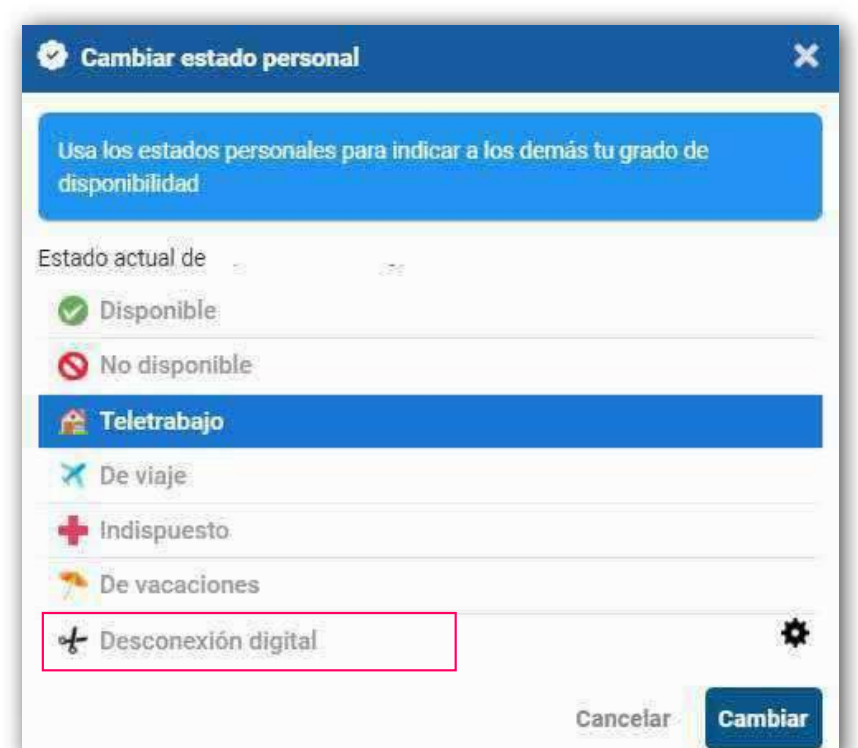 Cambiar estado personal
Usa los estados personales para indicar a los demás tu grado de
disponibilidad
Estado actual de
Disponible
No disponible
Teletrabajo
De viaje
Indispuesto
De vacaciones
Desconexión digital
Cancelar Cambiar